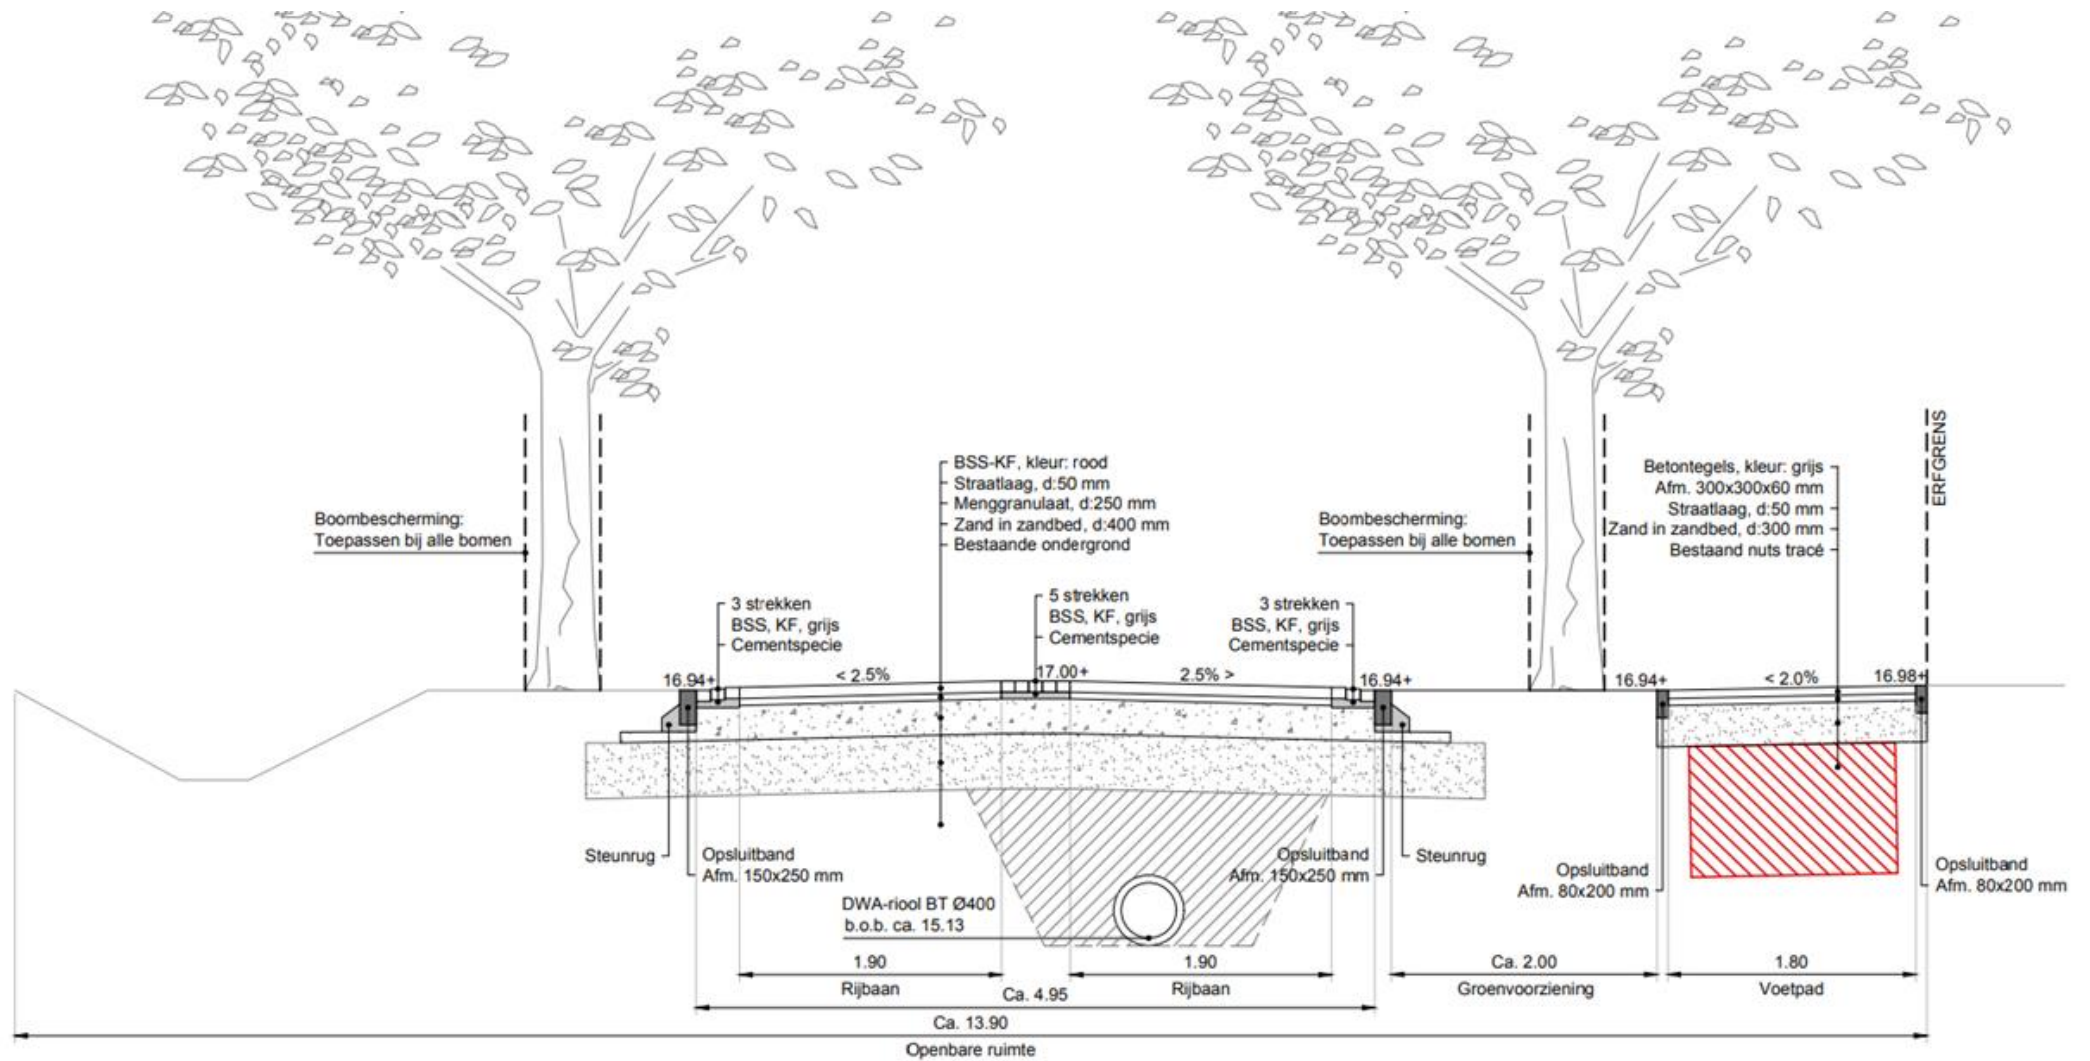 ERFGRENS
BSS-KF, kleur: rood
Straatlaag, d:50 mm
Menggranulaat, d:250 mm
Zand in zandbed, d:400 mm
Bestaande ondergrond
Betontegels, kleur: grijs
Afm. 300x300x60 mm
Straatlaag, d:50 mm
Zand in zandbed, d:300 mm
Bestaand nuts tracé
Boombescherming:
Toepassen bij alle bomen
Boombescherming:
Toepassen bij alle bomen
3 strekken
BSS, KF, grijs
Cementspecie
5 strekken
BSS, KF, grijs
Cementspecie
3 strekken
BSS, KF, grijs
Cementspecie
16.94+
< 2.5%
17.00+
2.5% >
16.94+
16.94+
< 2.0%
16.98+
Steunrug
Opsluitband
Afm. 150x250 mm
Opsluitband
Afm. 150x250 mm
Steunrug
Opsluitband
Afm. 80x200 mm
Opsluitband
Afm. 80x200 mm
DWA-riool BT Ø400
b.o.b. ca. 15.13
1.90
Rijbaan
1.90
Rijbaan
Ca. 2.00
Groenvoorziening
1.80
Voetpad
Ca. 4.95
Ca. 13.90
Openbare ruimte